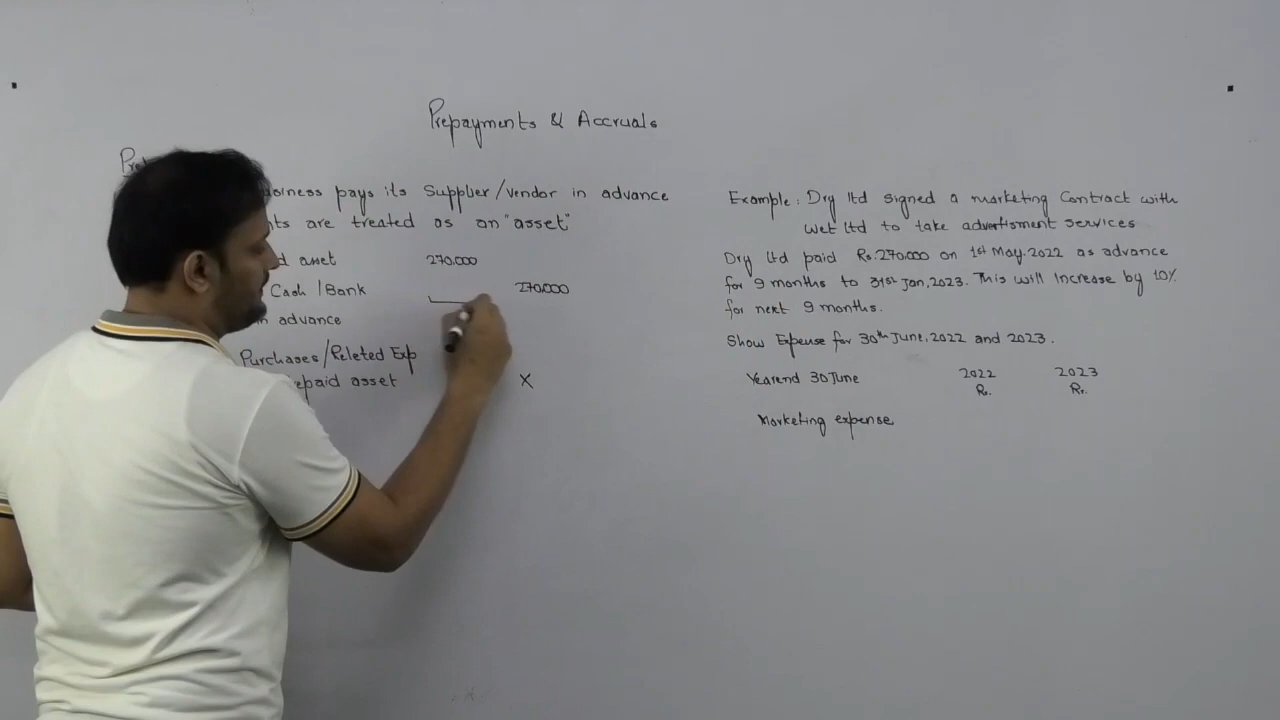 Prepayments & Accruals
pays its Supplier/Vendor in advance
are treated as an "asset"
asset 270,000
Cash/Bank 270,000
advance
Purchases/Releted Exp
asset X
Example: Dry ltd signed a marketing Contract with
Wet Ltd to take advertisment services
Dry Ltd paid Rs.270,000 on 1st May,2022 as advance
for 9 months to 31st Jan,2023. This will Increase by 10%
for next 9 months.
Show Expense for 30th June,2022 and 2023.
Yearend 30 June 2022 2023
Rs. Rs.
Marketing expense